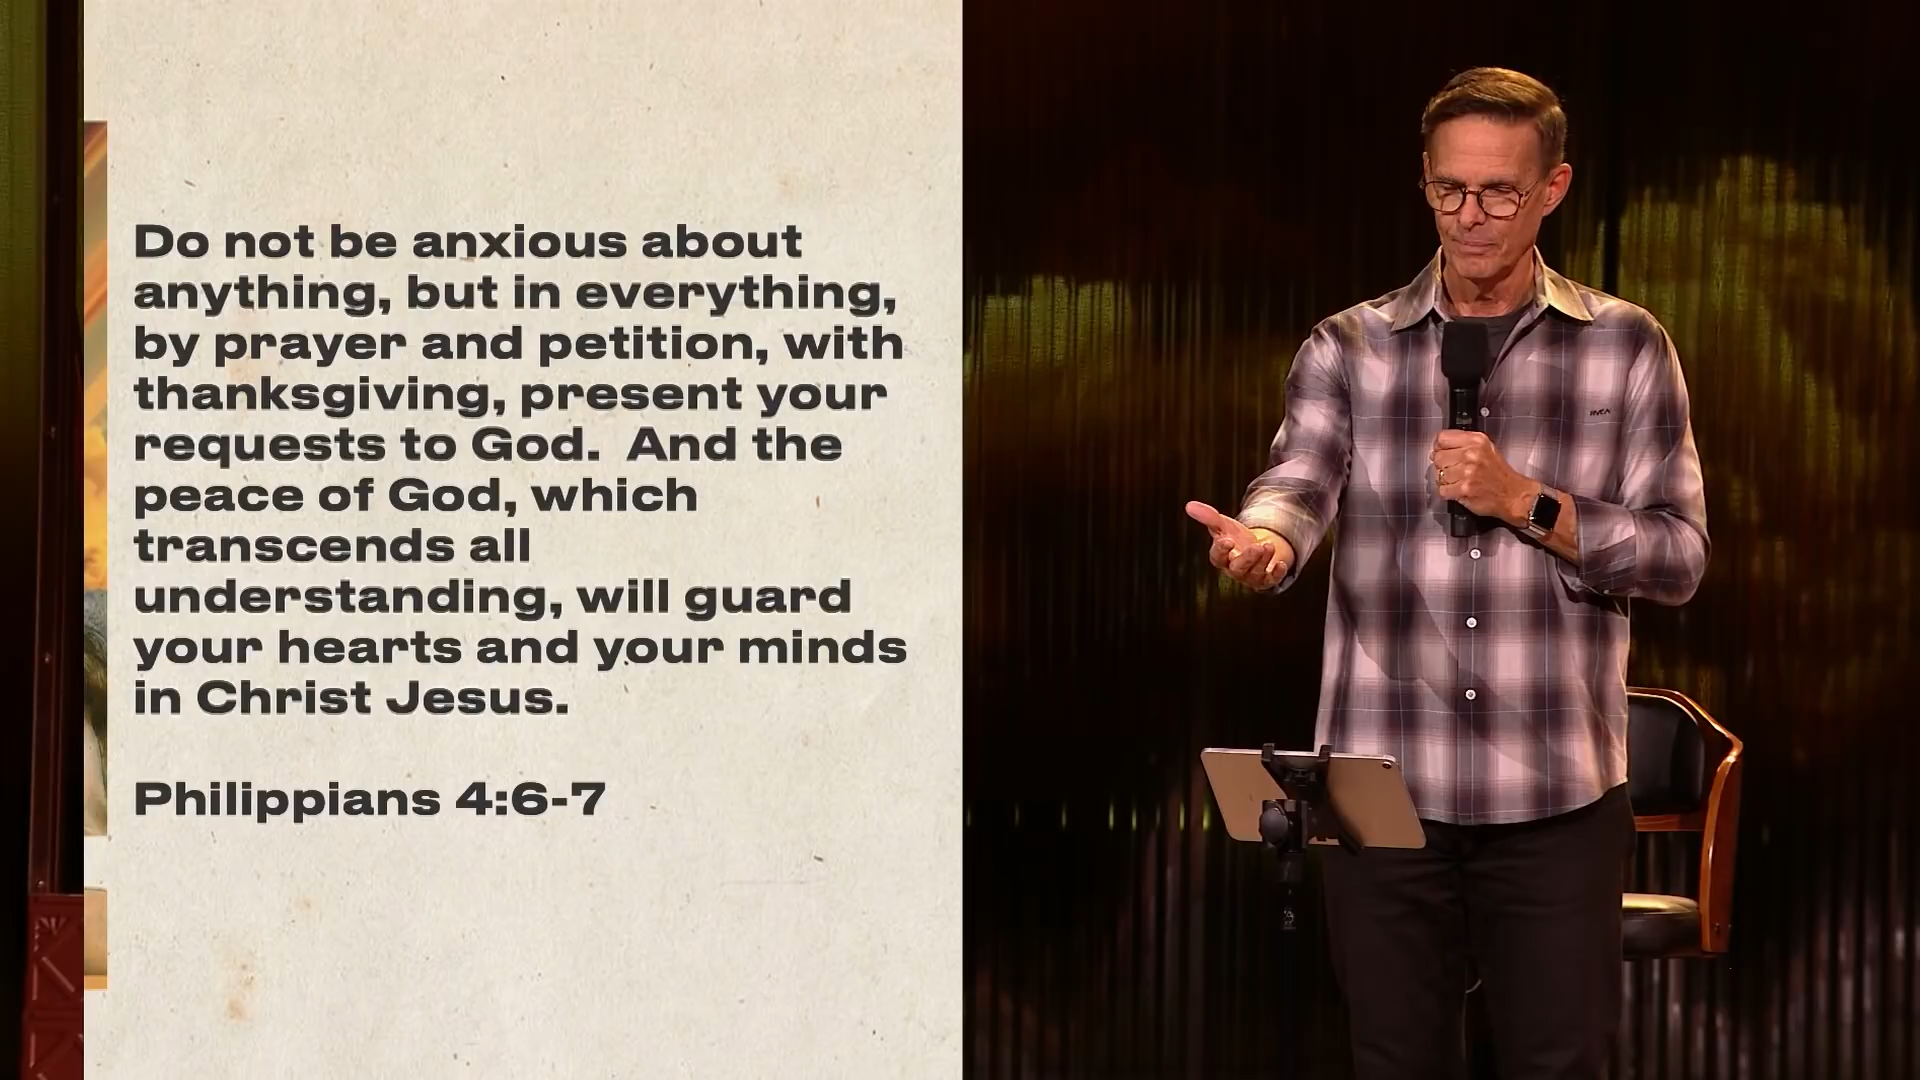 Do not be anxious about
anything, but in everything,
by prayer and petition, with
thanksgiving, present your
requests to God.  And the
peace of God, which
transcends all
understanding, will guard
your hearts and your minds
in Christ Jesus.
Philippians 4:6-7
RVCA